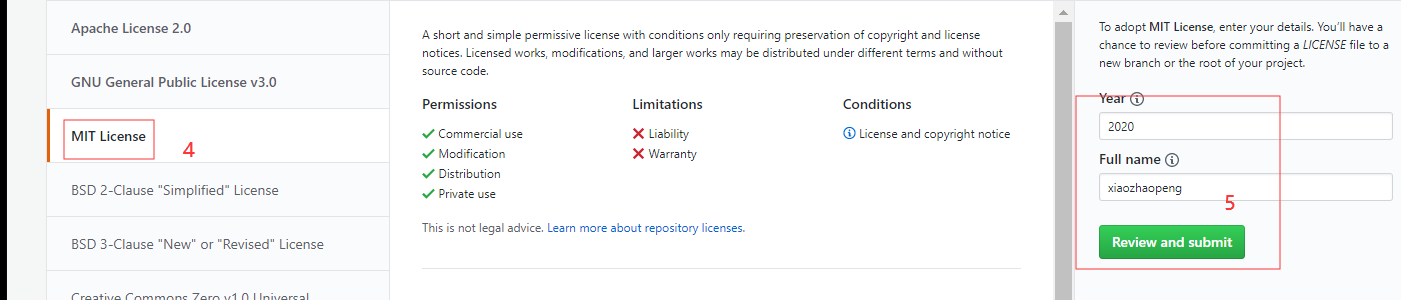 Apache License 2.0
GNU General Public License v3.0
MIT License
4
BSD 2-Clause "Simplified" License
BSD 3-Clause "New" or "Revised" License
Creative Commons Zero v1.0 Universal
A short and simple permissive license with conditions only requiring preservation of copyright and license
notices. Licensed works, modifications, and larger works may be distributed under different terms and without
source code.
Permissions
Commercial use
Modification
Distribution
Private use
Limitations
Liability
Warranty
Conditions
License and copyright notice
This is not legal advice. Learn more about repository licenses.
To adopt MIT License, enter your details. You'll have a
chance to review before committing a LICENSE file to a
new branch or the root of your project.
Year
2020
Full name
xiaozhaopeng
5
Review and submit